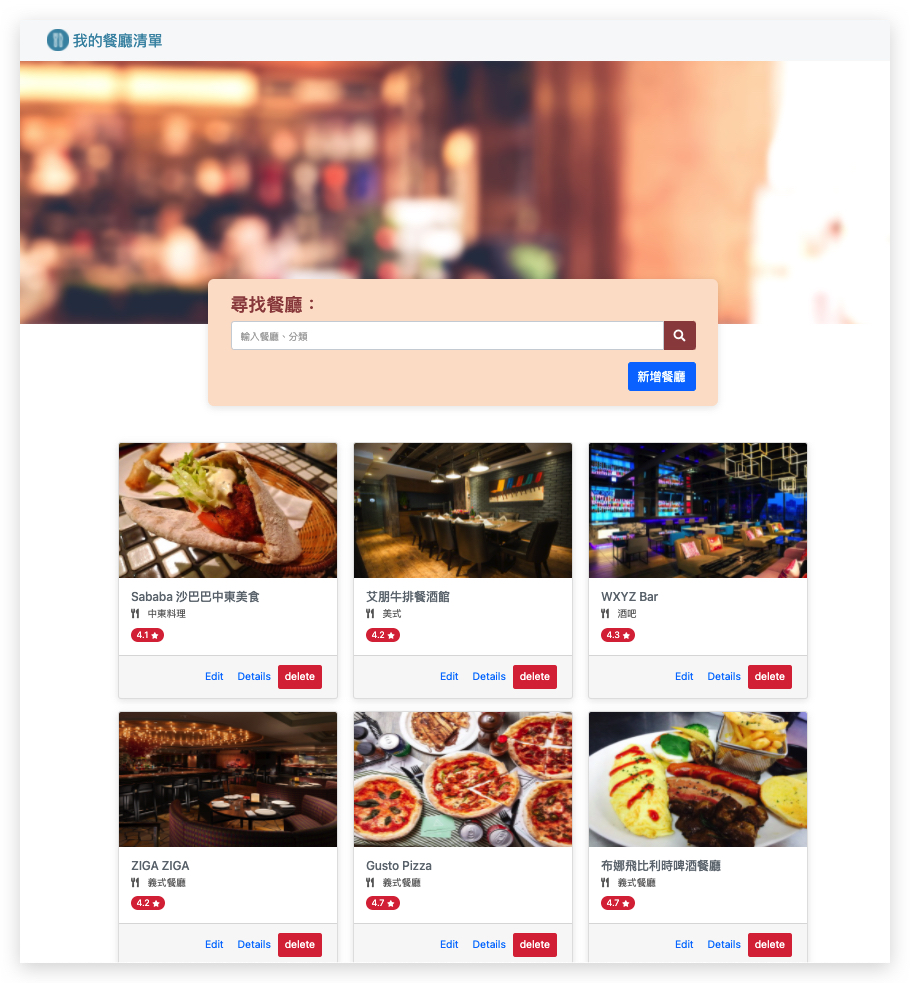 我的餐廳清單
尋找餐廳：
輸入餐廳、分類
新增餐廳
Sababa 沙巴巴中東美食
中東料理
4.1
Edit Details delete
艾朋牛排餐酒館
美式
4.2
Edit Details delete
WXYZ Bar
酒吧
4.3
Edit Details delete
ZIGA ZIGA
義式餐廳
4.2
Edit Details delete
Gusto Pizza
義式餐廳
4.7
Edit Details delete
布娜飛比利時啤酒餐廳
義式餐廳
4.7
Edit Details delete